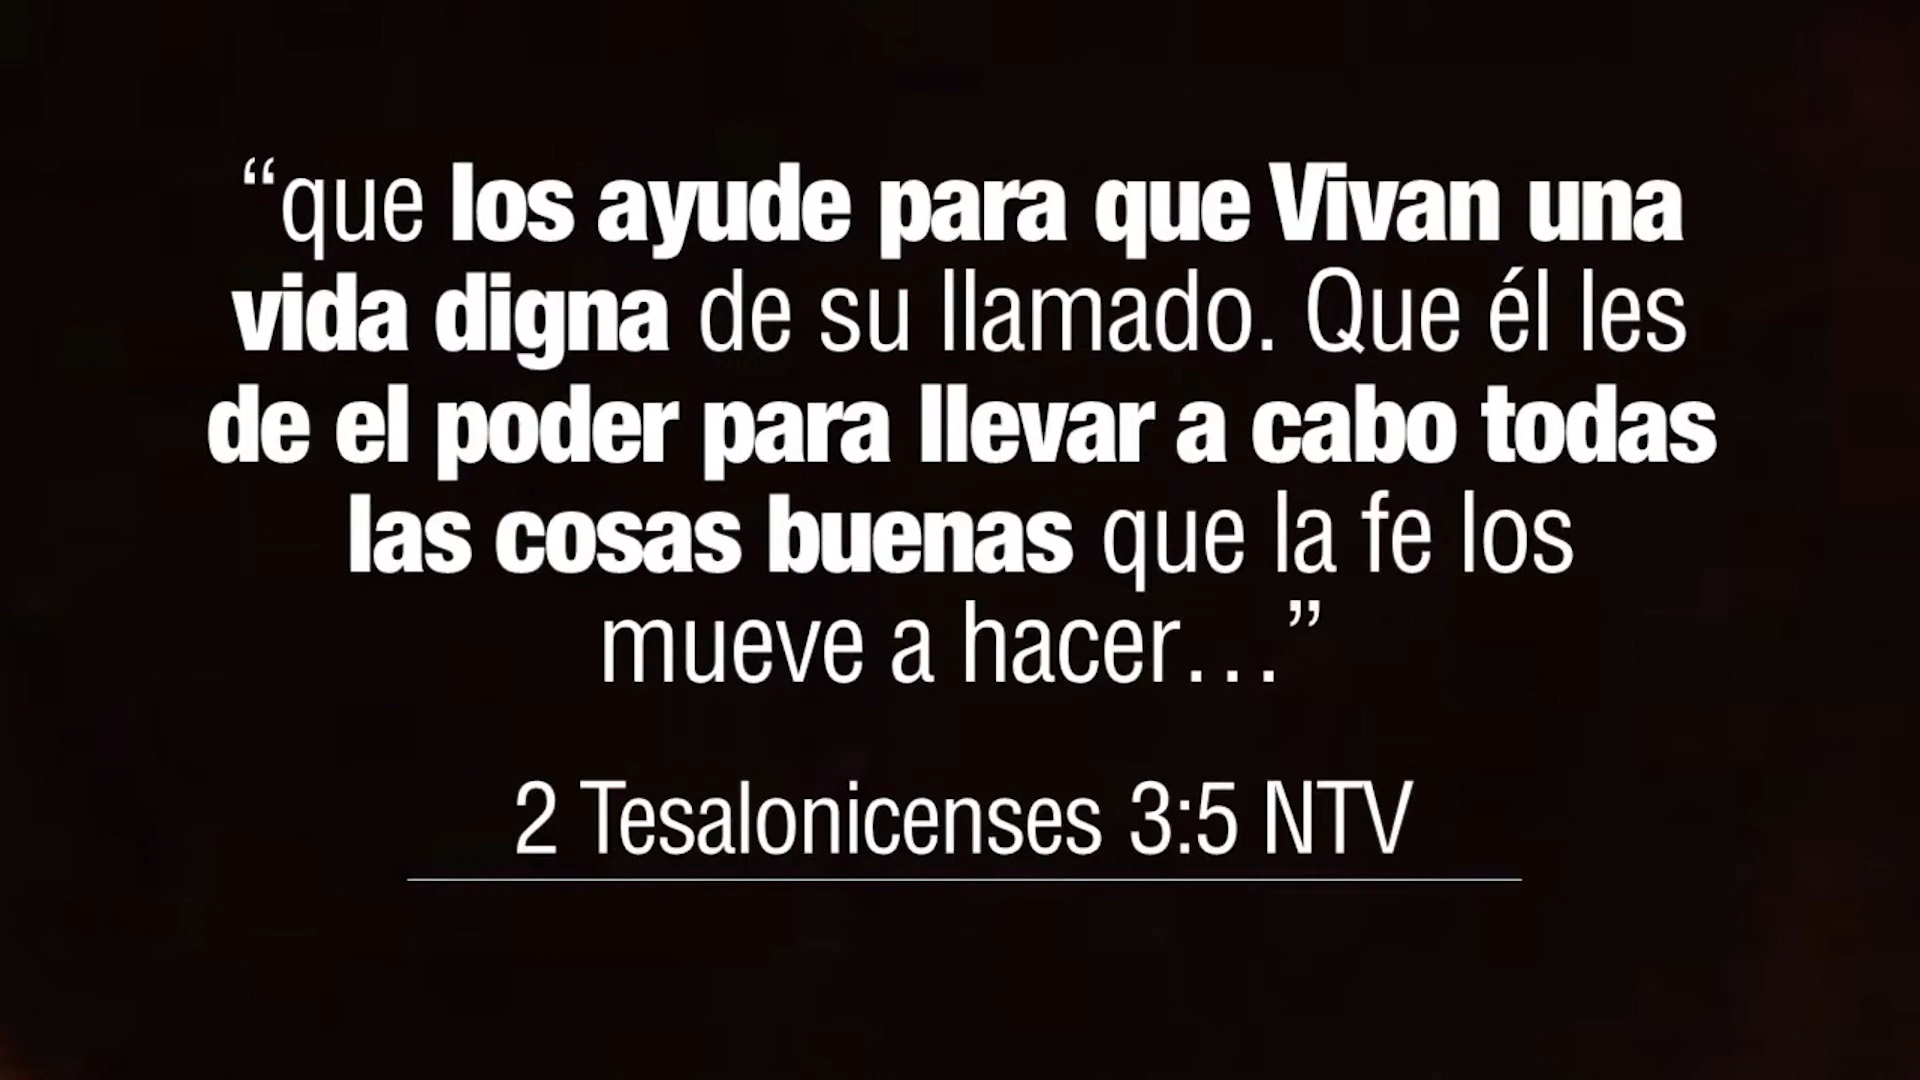 “que los ayude para que Vivan una
vida digna de su llamado. Que él les
de el poder para llevar a cabo todas
las cosas buenas que la fe los
mueve a hacer...”
2 Tesalonicenses 3:5 NTV